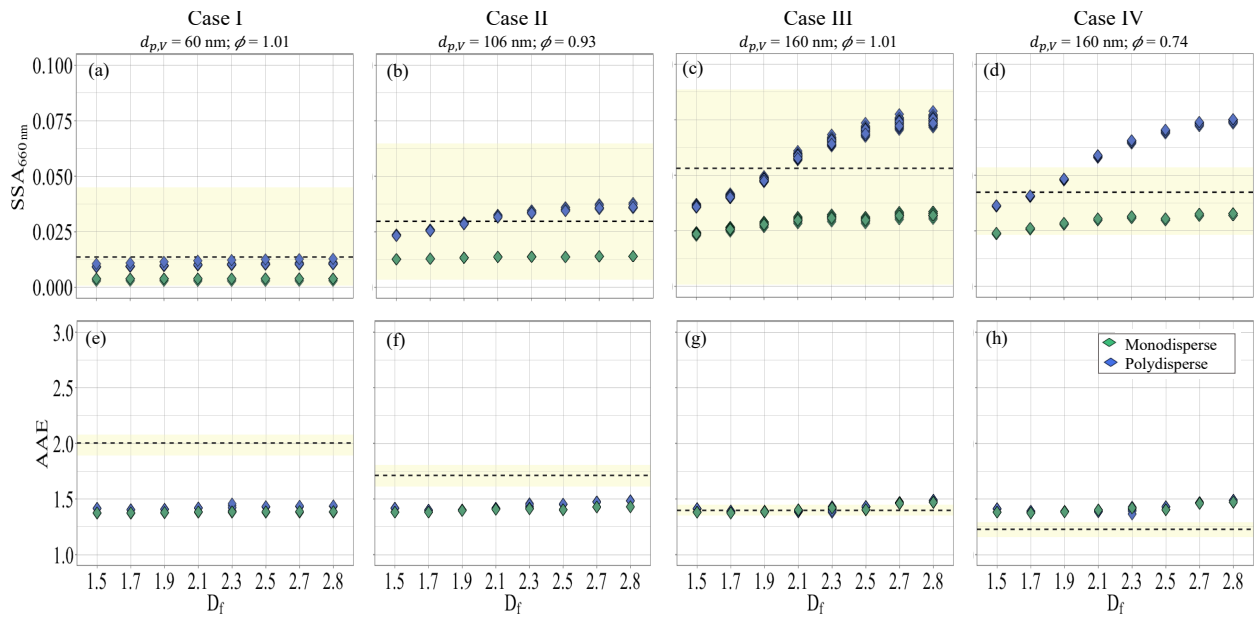 Case I Case II Case III Case IV
d_{p,V} = 60 nm; ϕ = 1.01 d_{p,V} = 106 nm; ϕ = 0.93 d_{p,V} = 160 nm; ϕ = 1.01 d_{p,V} = 160 nm; ϕ = 0.74
(a) (b) (c) (d)
0.100
0.075
0.050
0.025
0.000
SSA_{660 nm}
(e) (f) (g) (h)
Monodisperse
Polydisperse
3.0
2.5
2.0
1.5
1.0
AAE
1.5 1.7 1.9 2.1 2.3 2.5 2.7 2.8 1.5 1.7 1.9 2.1 2.3 2.5 2.7 2.8 1.5 1.7 1.9 2.1 2.3 2.5 2.7 2.8 1.5 1.7 1.9 2.1 2.3 2.5 2.7 2.8
D_f D_f D_f D_f